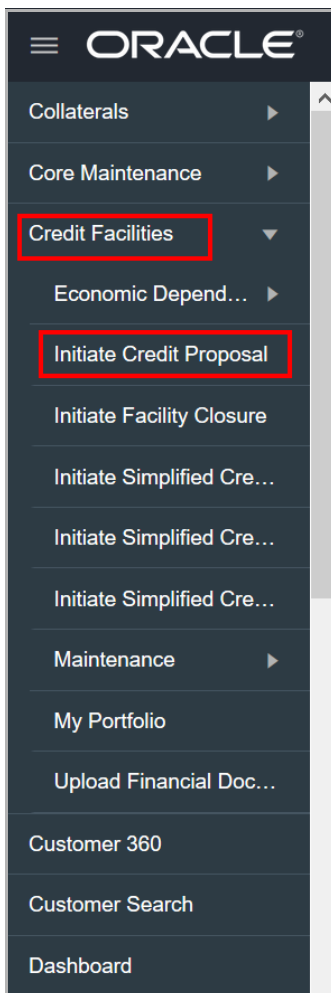 ORACLE®
Collaterals
Core Maintenance
Credit Facilities
Economic Depend...
Initiate Credit Proposal
Initiate Facility Closure
Initiate Simplified Cre...
Initiate Simplified Cre...
Initiate Simplified Cre...
Maintenance
My Portfolio
Upload Financial Doc...
Customer 360
Customer Search
Dashboard